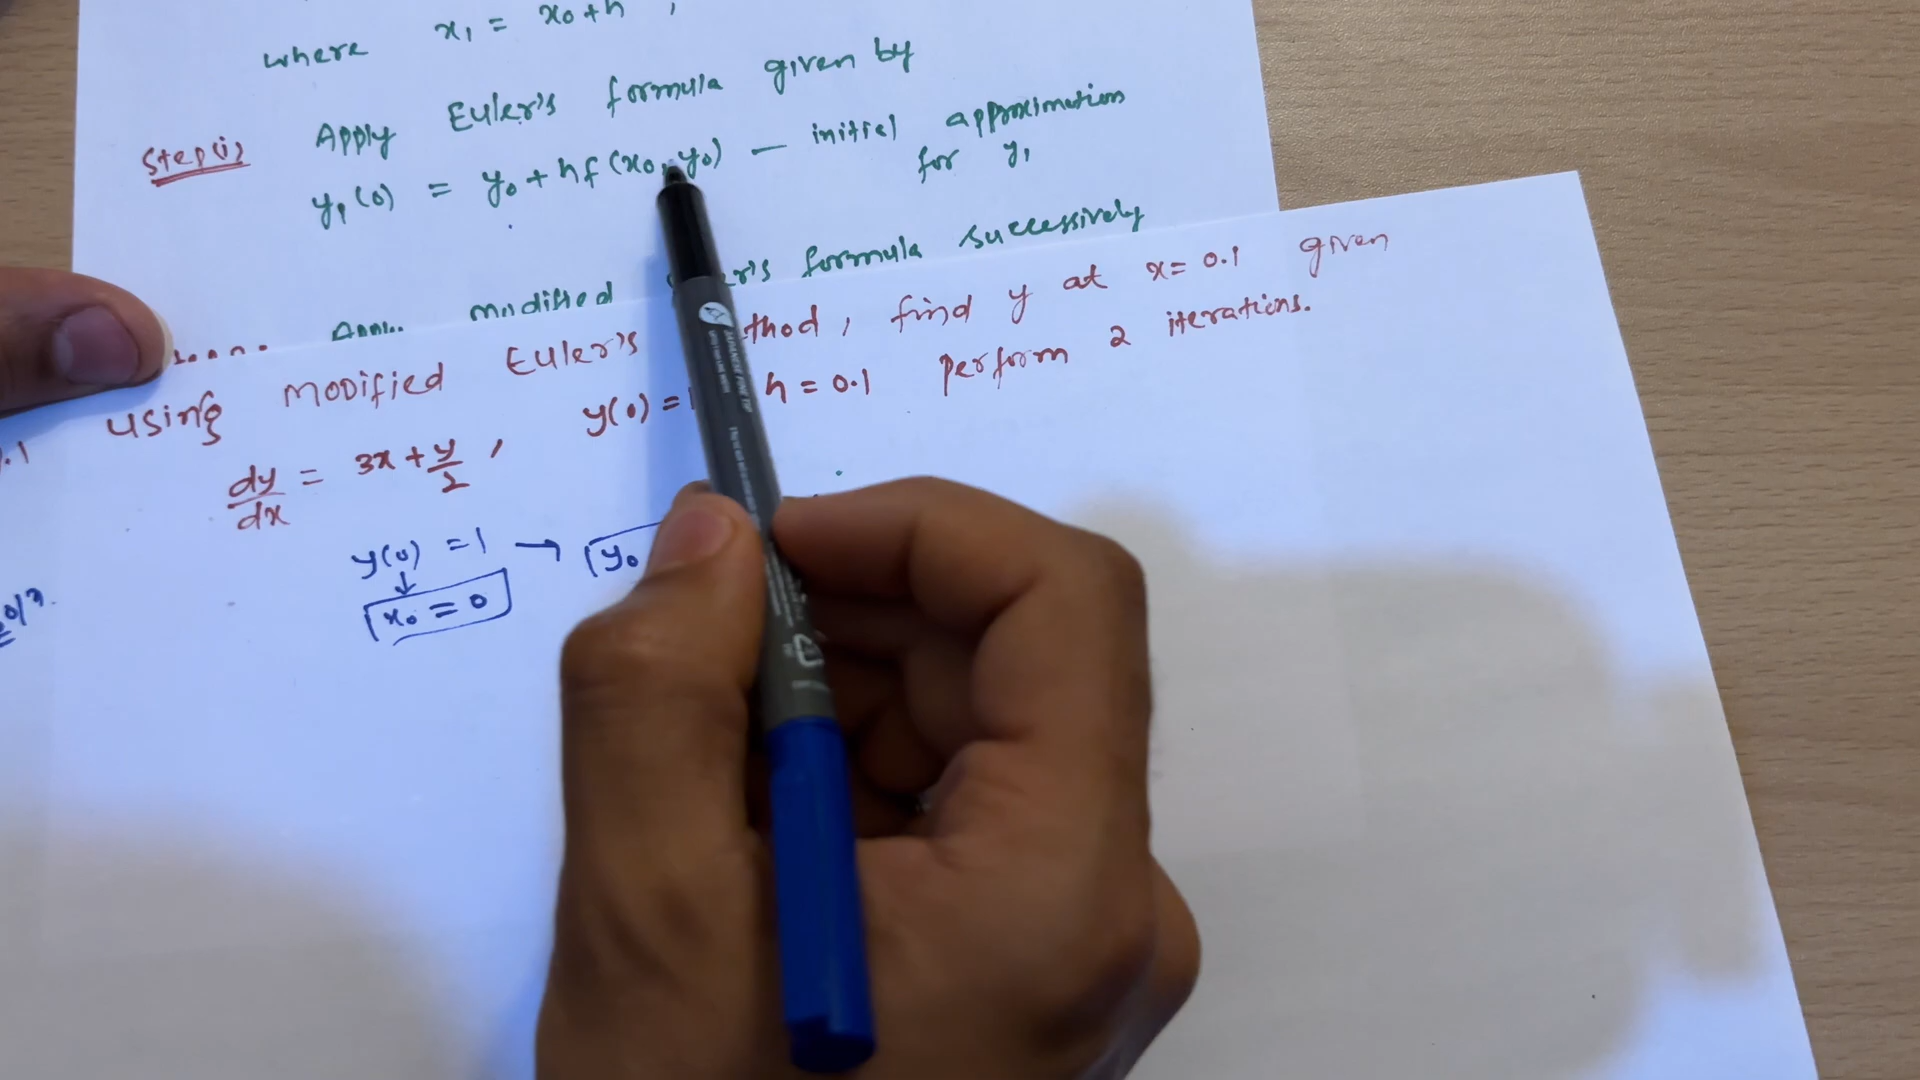 where x₁ = x₀+h ,
Step(i) Apply Euler's formula given by
y₁(0) = y₀ + hf(x₀, y₀) — initial approximation
for y₁
modified formula successively
using modified Euler's thod, find y at x= 0.1 given
dy/dx = 3x + y/2 , y(0) = h = 0.1 perform 2 iterations.
y(0) = 1 → y₀
↓
x₀ = 0